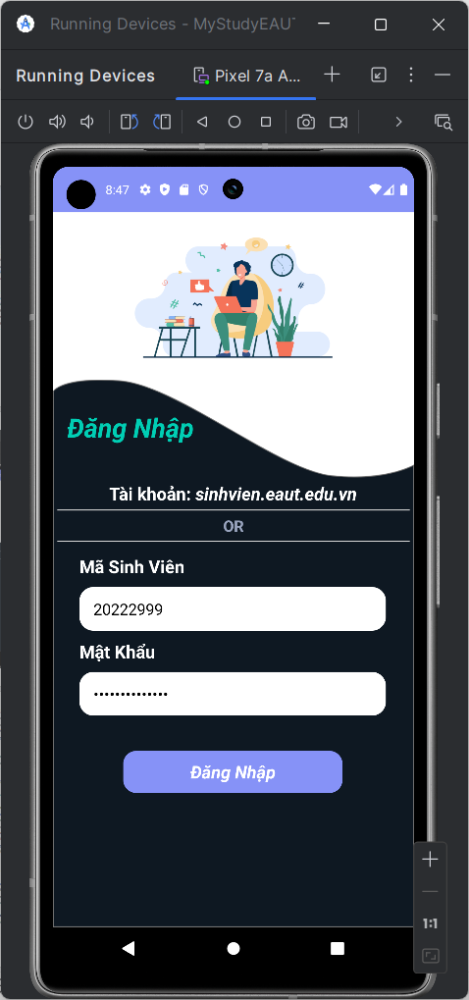 Running Devices - MyStudyEAUT
Running Devices
Pixel 7a A...
8:47
Đăng Nhập
Tài khoản: sinhvien.eaut.edu.vn
OR
Mã Sinh Viên
20222999
Mật Khẩu
••••••••••••••
Đăng Nhập
1:1